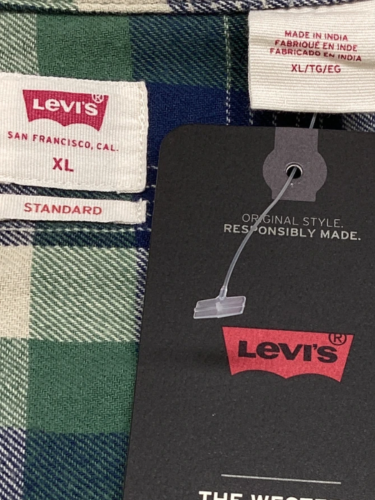 MADE IN INDIA
FABRIQUÉ EN INDE
FABRICADO EN INDIA
XL/TG/EG
Levi's®
SAN FRANCISCO, CAL.
XL
STANDARD
ORIGINAL STYLE.
RESPONSIBLY MADE.
Levi's®
THE